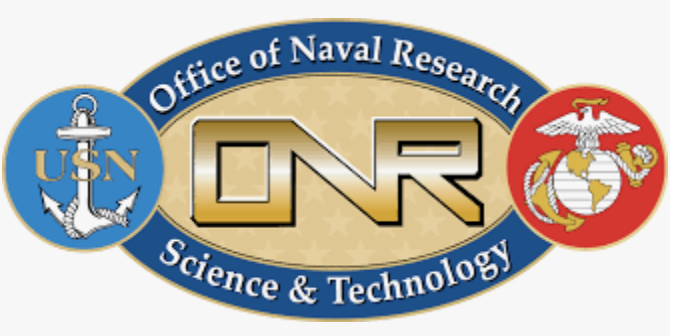 Office of Naval Research
USN
ONR
Science & Technology